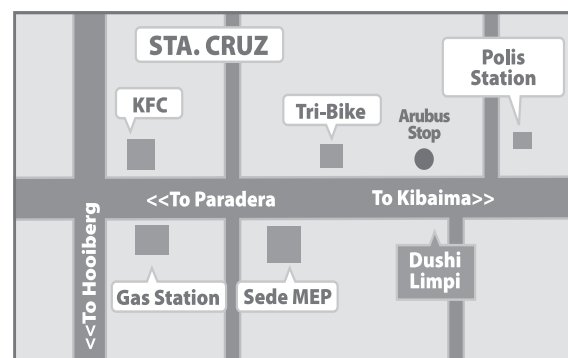 STA. CRUZ
Polis
Station
KFC
Tri-Bike
Arubus
Stop
<<To Paradera
To Kibaima>>
<<To Hooiberg
Gas Station
Sede MEP
Dushi
Limpi